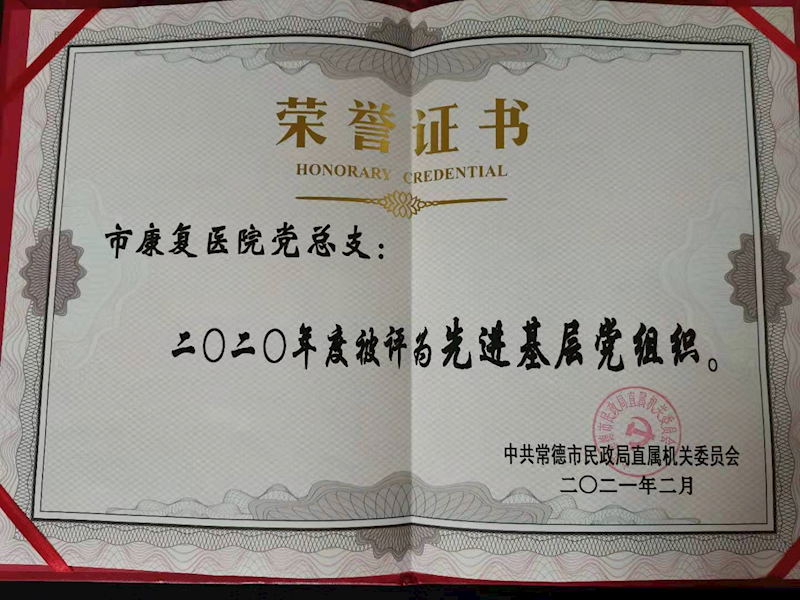 荣誉证书
HONORARY CREDENTIAL
市康复医院党总支：
二〇二〇年度被评为先进基层党组织。
中共常德市民政局直属机关委员会
二〇二一年二月